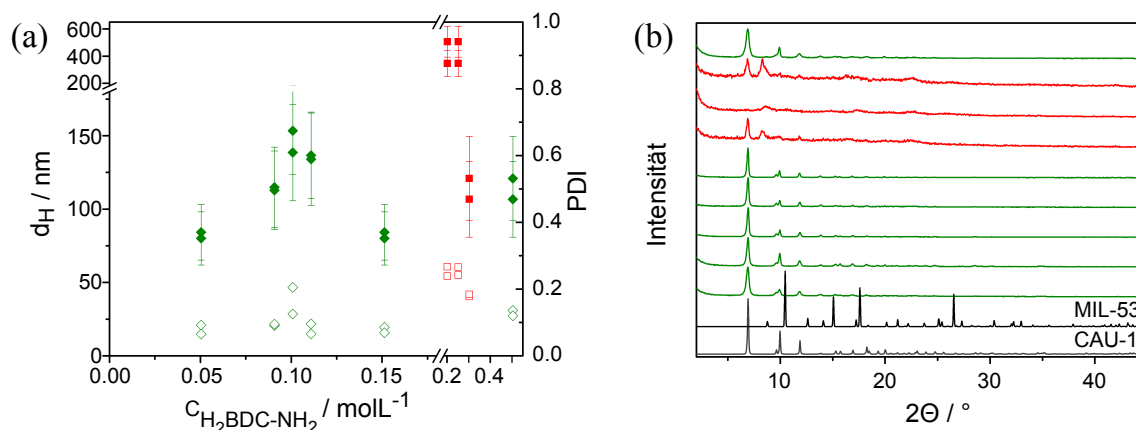 (a)
600
400
200
150
100
50
0
d_H / nm
1.0
0.8
0.6
0.4
0.2
0.0
PDI
0.00
0.05
0.10
0.15
0.2
0.4
C_H₂BDC-NH₂ / molL⁻¹
(b)
Intensität
MIL-53
CAU-1
10
20
30
40
2Θ / °